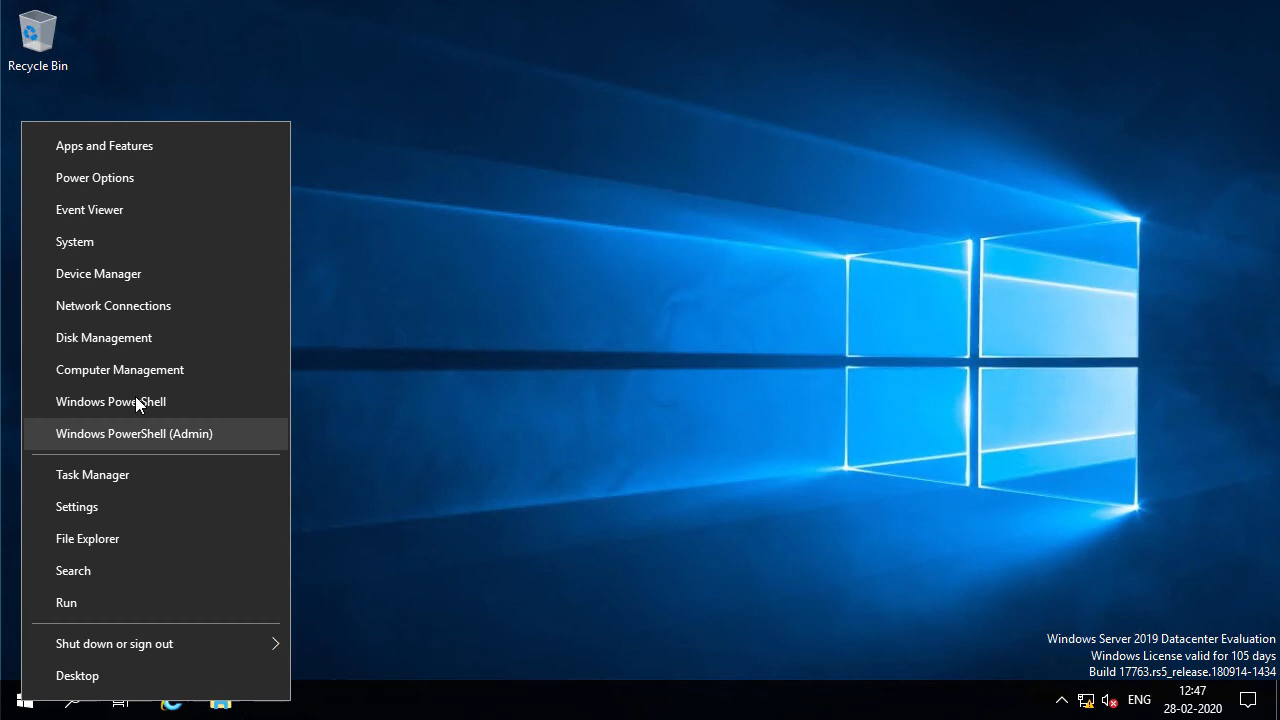 Recycle Bin
Apps and Features
Power Options
Event Viewer
System
Device Manager
Network Connections
Disk Management
Computer Management
Windows PowerShell
Windows PowerShell (Admin)
Task Manager
Settings
File Explorer
Search
Run
Shut down or sign out
Desktop
Windows Server 2019 Datacenter Evaluation
Windows License valid for 105 days
Build 17763.rs5_release.180914-1434
ENG
12:47
28-02-2020